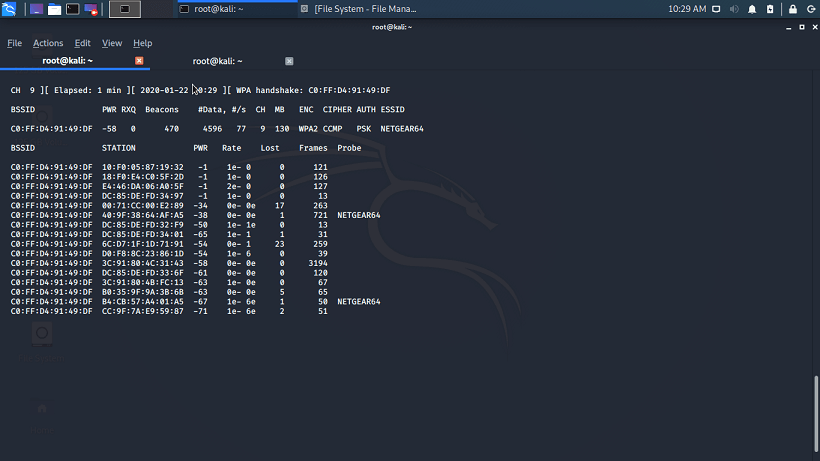 root@kali: ~
[File System - File Mana...
10:29 AM
root@kali: ~
File Actions Edit View Help
root@kali: ~
root@kali: ~
CH 9 ][ Elapsed: 1 min ][ 2020-01-22 10:29 ][ WPA handshake: C0:FF:D4:91:49:DF
BSSID PWR RXQ Beacons #Data, #/s CH MB ENC CIPHER AUTH ESSID
C0:FF:D4:91:49:DF -58 0 470 4596 77 9 130 WPA2 CCMP PSK NETGEAR64
BSSID STATION PWR Rate Lost Frames Probe
C0:FF:D4:91:49:DF 10:F0:05:87:19:32 -1 1e- 0 0 121
C0:FF:D4:91:49:DF 18:F0:E4:C0:5F:2D -1 1e- 0 0 126
C0:FF:D4:91:49:DF E4:46:DA:06:A0:5F -1 2e- 0 0 127
C0:FF:D4:91:49:DF DC:85:DE:FD:34:97 -1 1e- 0 0 13
C0:FF:D4:91:49:DF 00:71:CC:00:E2:89 -34 0e- 0e 17 263
C0:FF:D4:91:49:DF 40:9F:38:64:AF:A5 -38 0e- 0e 1 721 NETGEAR64
C0:FF:D4:91:49:DF DC:85:DE:FD:32:F9 -50 1e- 1e 0 13
C0:FF:D4:91:49:DF DC:85:DE:FD:34:01 -65 1e- 1 1 31
C0:FF:D4:91:49:DF 6C:D7:1F:1D:71:91 -54 0e- 1 23 259
C0:FF:D4:91:49:DF D0:F8:8C:23:86:1D -54 1e- 6 0 39
C0:FF:D4:91:49:DF 3C:91:80:4C:31:43 -58 0e- 0e 0 3194
C0:FF:D4:91:49:DF DC:85:DE:FD:33:6F -61 0e- 0e 0 120
C0:FF:D4:91:49:DF 3C:91:80:4B:FC:13 -63 1e- 0e 0 67
C0:FF:D4:91:49:DF B0:35:9F:9A:3B:6B -63 0e- 0e 5 65
C0:FF:D4:91:49:DF B4:CB:57:A4:01:A5 -67 1e- 6e 1 50 NETGEAR64
C0:FF:D4:91:49:DF CC:9F:7A:E9:59:87 -71 1e- 6e 2 51